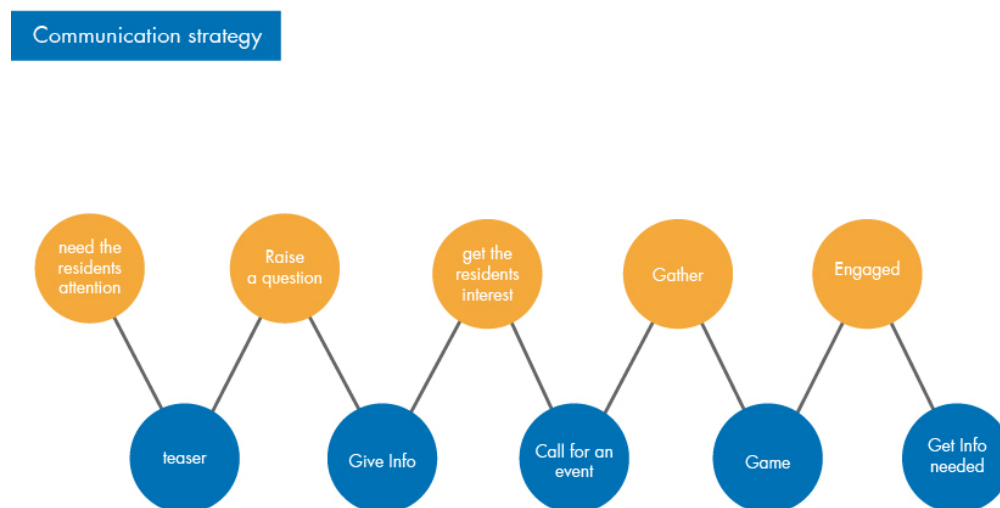 Communication strategy
need the
residents
attention
Raise
a question
get the
residents
interest
Gather
Engaged
teaser
Give Info
Call for an
event
Game
Get Info
needed